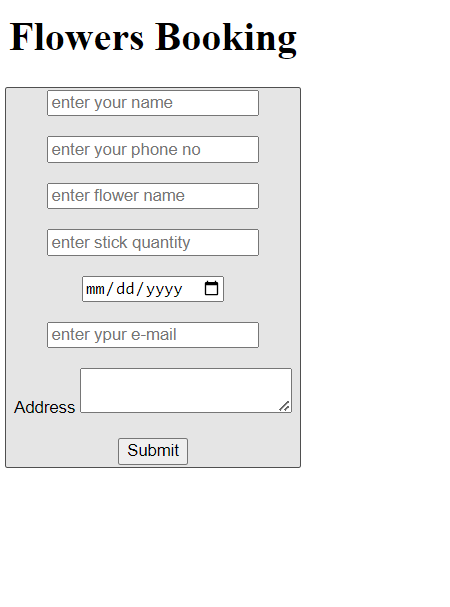 Flowers Booking
enter your name
enter your phone no
enter flower name
enter stick quantity
mm/dd/yyyy
enter ypur e-mail
Address
Submit